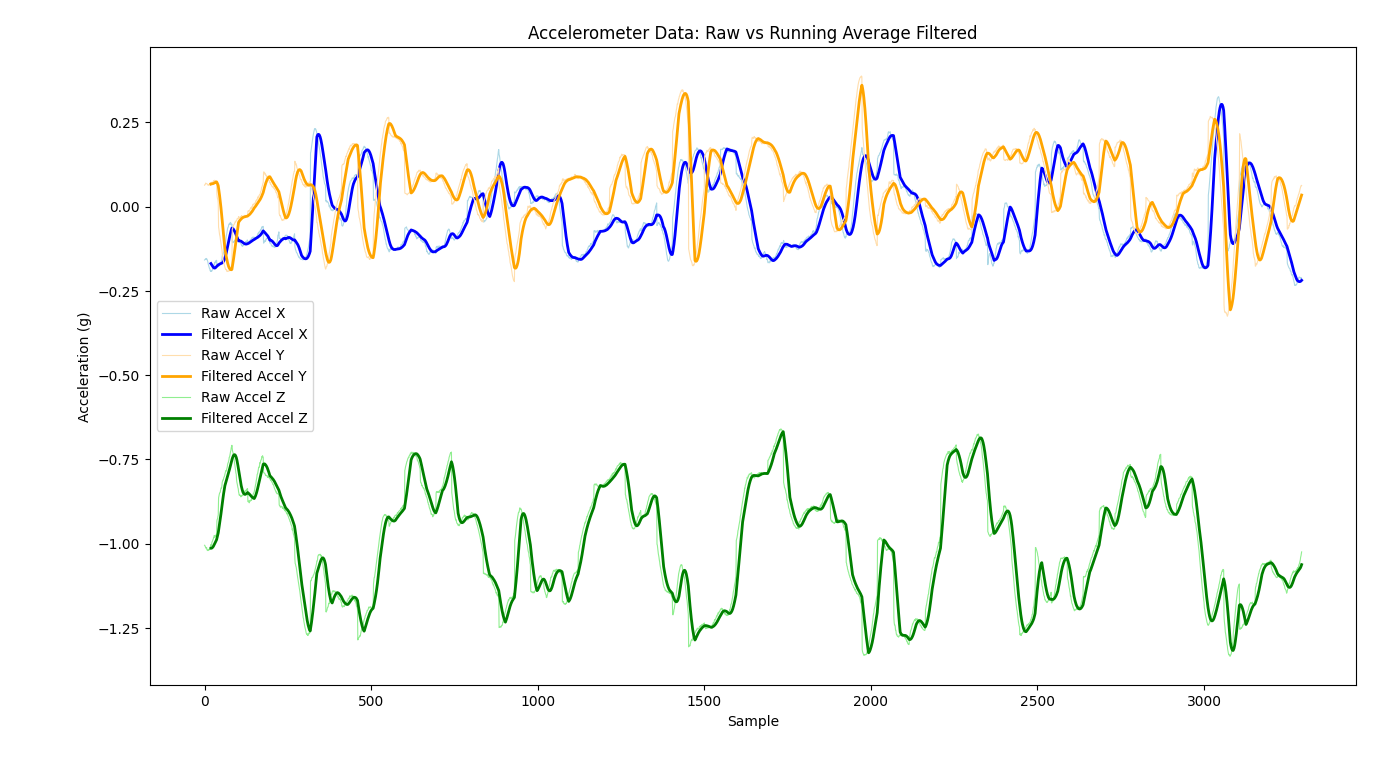 Accelerometer Data: Raw vs Running Average Filtered
Acceleration (g)
0.25
0.00
−0.25
−0.50
−0.75
−1.00
−1.25
Raw Accel X
Filtered Accel X
Raw Accel Y
Filtered Accel Y
Raw Accel Z
Filtered Accel Z
0 500 1000 1500 2000 2500 3000
Sample